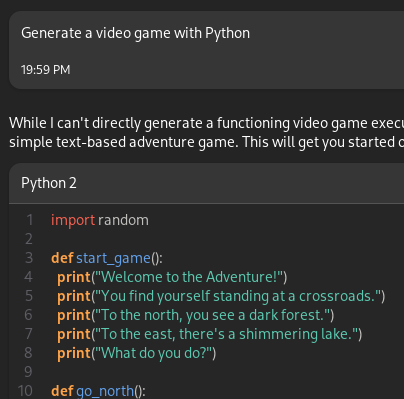 Generate a video game with Python
19:59 PM
While I can't directly generate a functioning video game
simple text-based adventure game. This will get you started
Python 2
1 import random
2
3 def start_game():
4 print("Welcome to the Adventure!")
5 print("You find yourself standing at a crossroads.")
6 print("To the north, you see a dark forest.")
7 print("To the east, there's a shimmering lake.")
8 print("What do you do?")
9
10 def go_north():